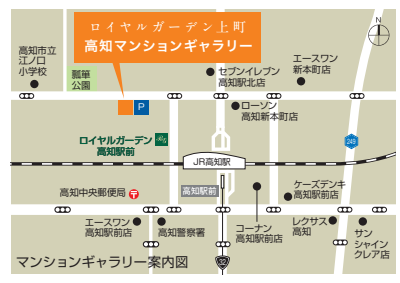 ロイヤルガーデン上町
高知マンションギャラリー
N
高知市立
江ノ口
小学校
瓢箪
公園
セブンイレブン
高知駅北店
エースワン
新本町店
P
ローソン
高知新本町店
249
ロイヤルガーデン
高知駅前
JR高知駅
高知中央郵便局
高知駅前
ケーズデンキ
高知駅前店
エースワン
高知駅前店
高知警察署
コーナン
高知駅前店
レクサス
高知
サン
シャイン
クレア店
マンションギャラリー案内図